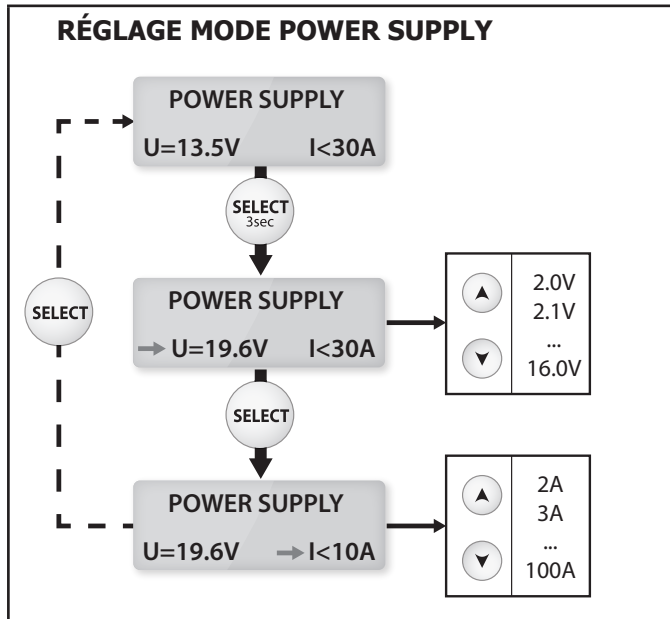 RÉGLAGE MODE POWER SUPPLY
POWER SUPPLY
U=13.5V I<30A
SELECT
3sec
POWER SUPPLY
U=19.6V I<30A
2.0V
2.1V
...
16.0V
SELECT
SELECT
POWER SUPPLY
U=19.6V I<10A
2A
3A
...
100A